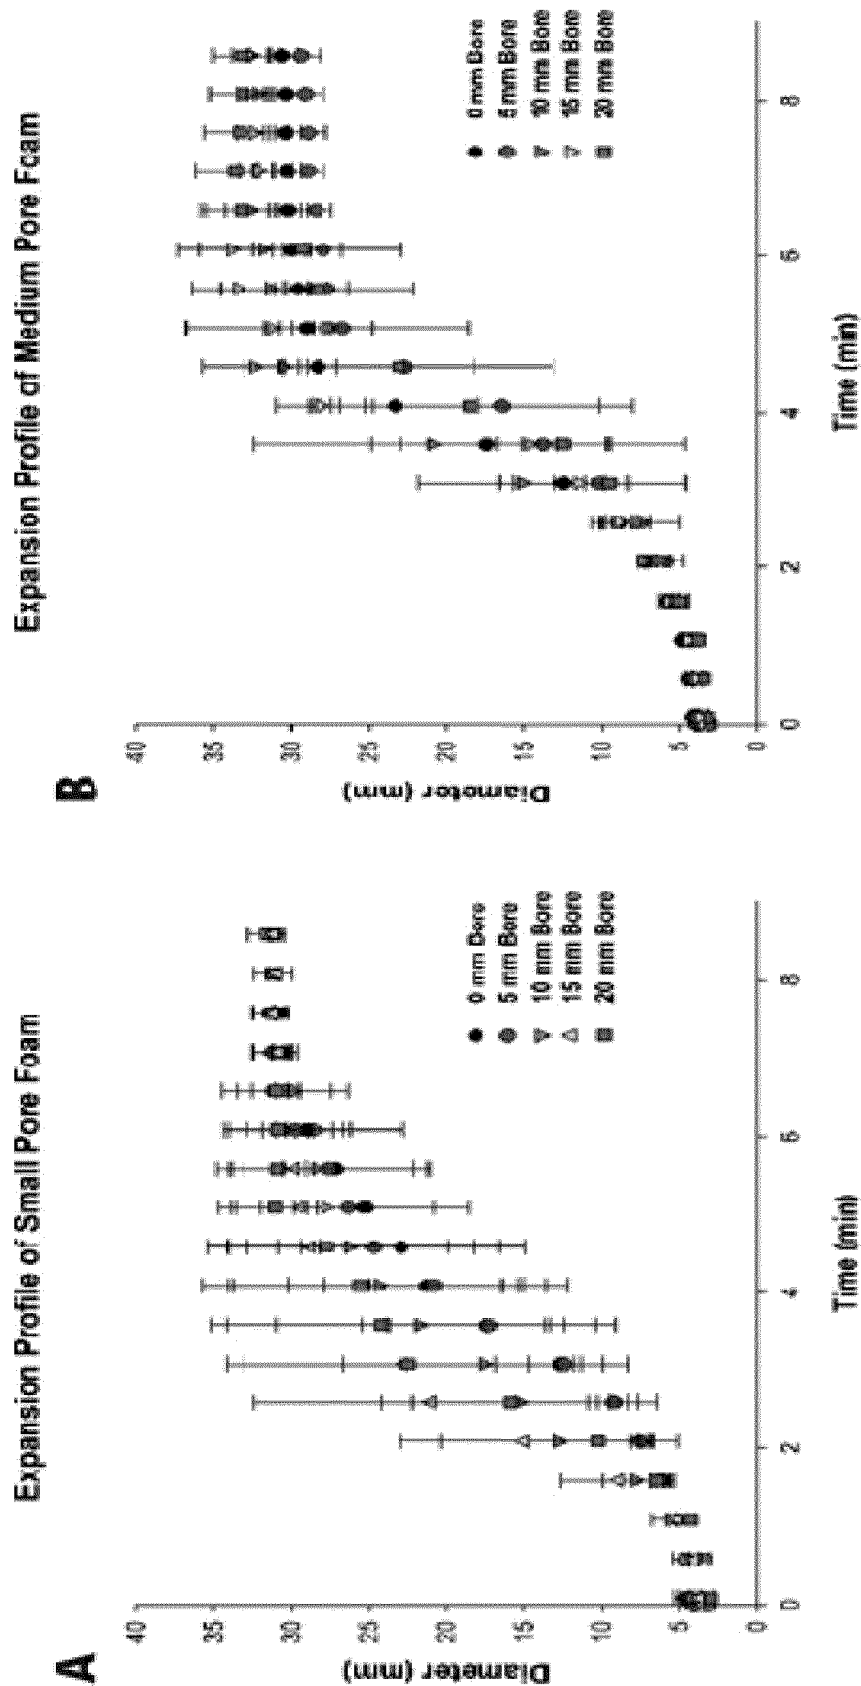 A
Expansion Profile of Small Pore Foam
Diameter (mm)
40
35
30
25
20
15
10
5
0
0
2
4
6
8
Time (min)
0 mm Bore
5 mm Bore
10 mm Bore
15 mm Bore
20 mm Bore
B
Expansion Profile of Medium Pore Foam
Diameter (mm)
40
35
30
25
20
15
10
5
0
0
2
4
6
8
Time (min)
0 mm Bore
5 mm Bore
10 mm Bore
15 mm Bore
20 mm Bore